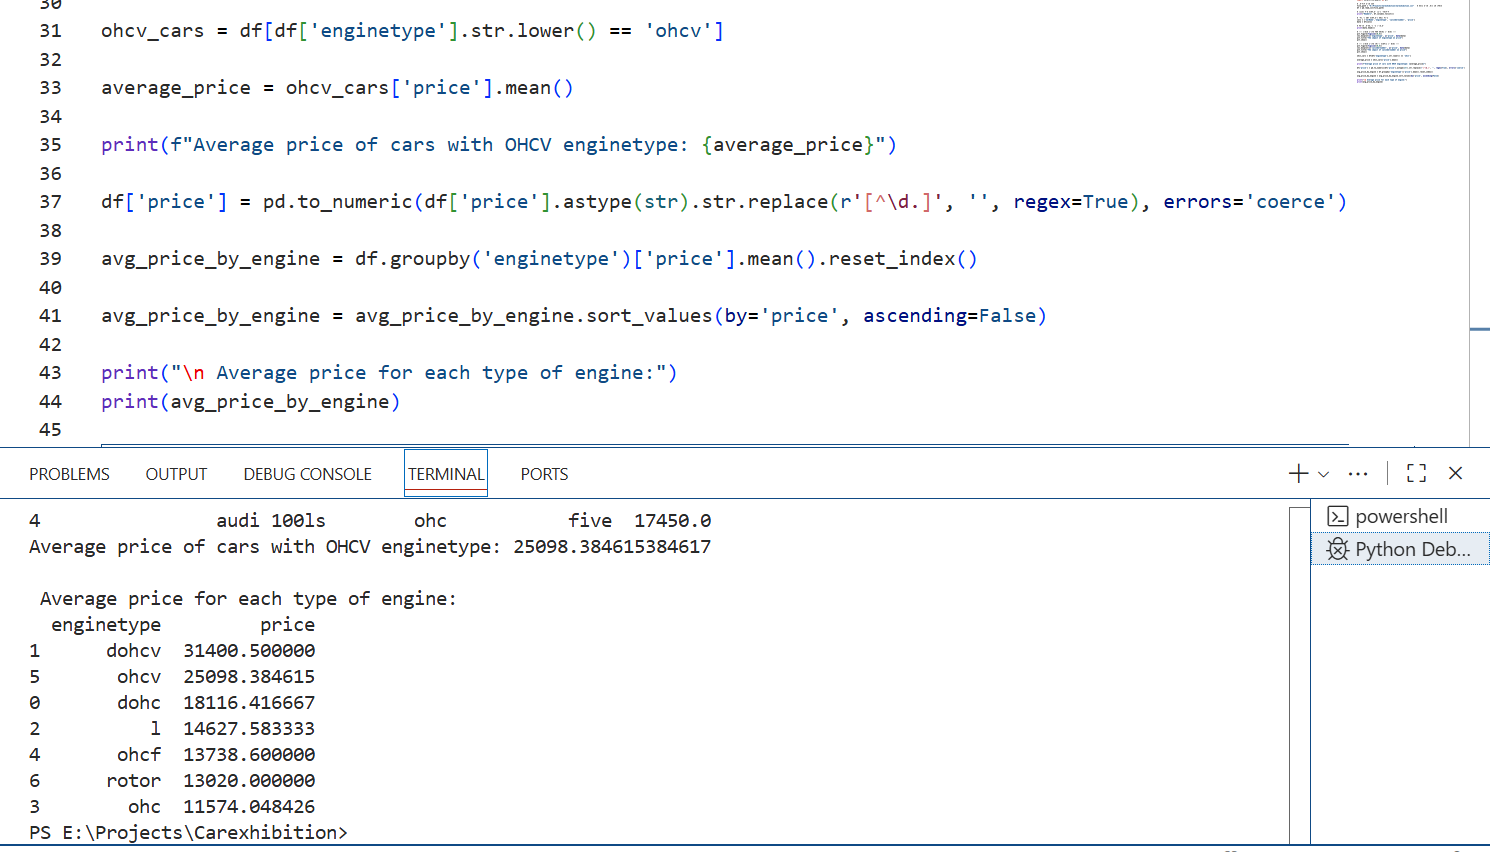 30
31 ohcv_cars = df[df['enginetype'].str.lower() == 'ohcv']
32
33 average_price = ohcv_cars['price'].mean()
34
35 print(f"Average price of cars with OHCV enginetype: {average_price}")
36
37 df['price'] = pd.to_numeric(df['price'].astype(str).str.replace(r'[^\d.]', '', regex=True), errors='coerce')
38
39 avg_price_by_engine = df.groupby('enginetype')['price'].mean().reset_index()
40
41 avg_price_by_engine = avg_price_by_engine.sort_values(by='price', ascending=False)
42
43 print("\n Average price for each type of engine:")
44 print(avg_price_by_engine)
45
PROBLEMS OUTPUT DEBUG CONSOLE TERMINAL PORTS
4 audi 100ls ohc five 17450.0
Average price of cars with OHCV enginetype: 25098.384615384617
Average price for each type of engine:
enginetype price
1 dohcv 31400.500000
5 ohcv 25098.384615
0 dohc 18116.416667
2 l 14627.583333
4 ohcf 13738.600000
6 rotor 13020.000000
3 ohc 11574.048426
PS E:\Projects\Carexhibition>
powershell
Python Deb...